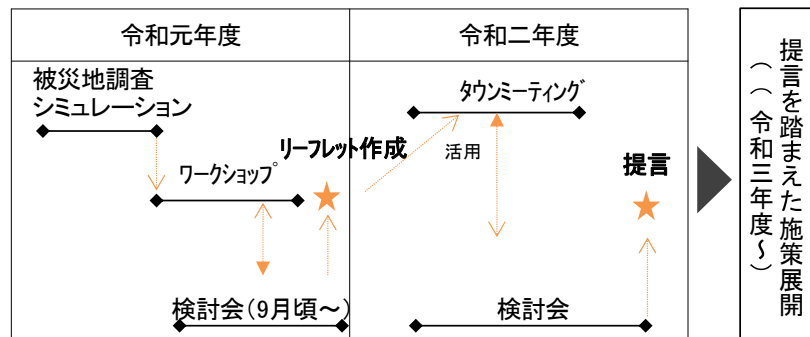 令和元年度
令和二年度
被災地調査
シミュレーション
ワークショップ
リーフレット作成
検討会(9月頃~)
タウンミーティング
活用
提言
検討会
提言を踏まえた施策展開
((令和三年度~)